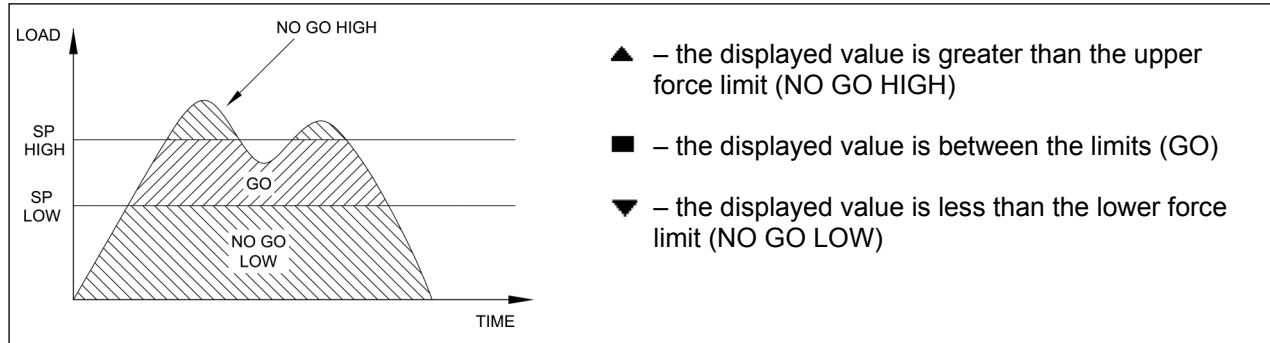 LOAD
NO GO HIGH
SP
HIGH
GO
SP
LOW
NO GO
LOW
TIME
▲ – the displayed value is greater than the upper
force limit (NO GO HIGH)
■ – the displayed value is between the limits (GO)
▼ – the displayed value is less than the lower force
limit (NO GO LOW)